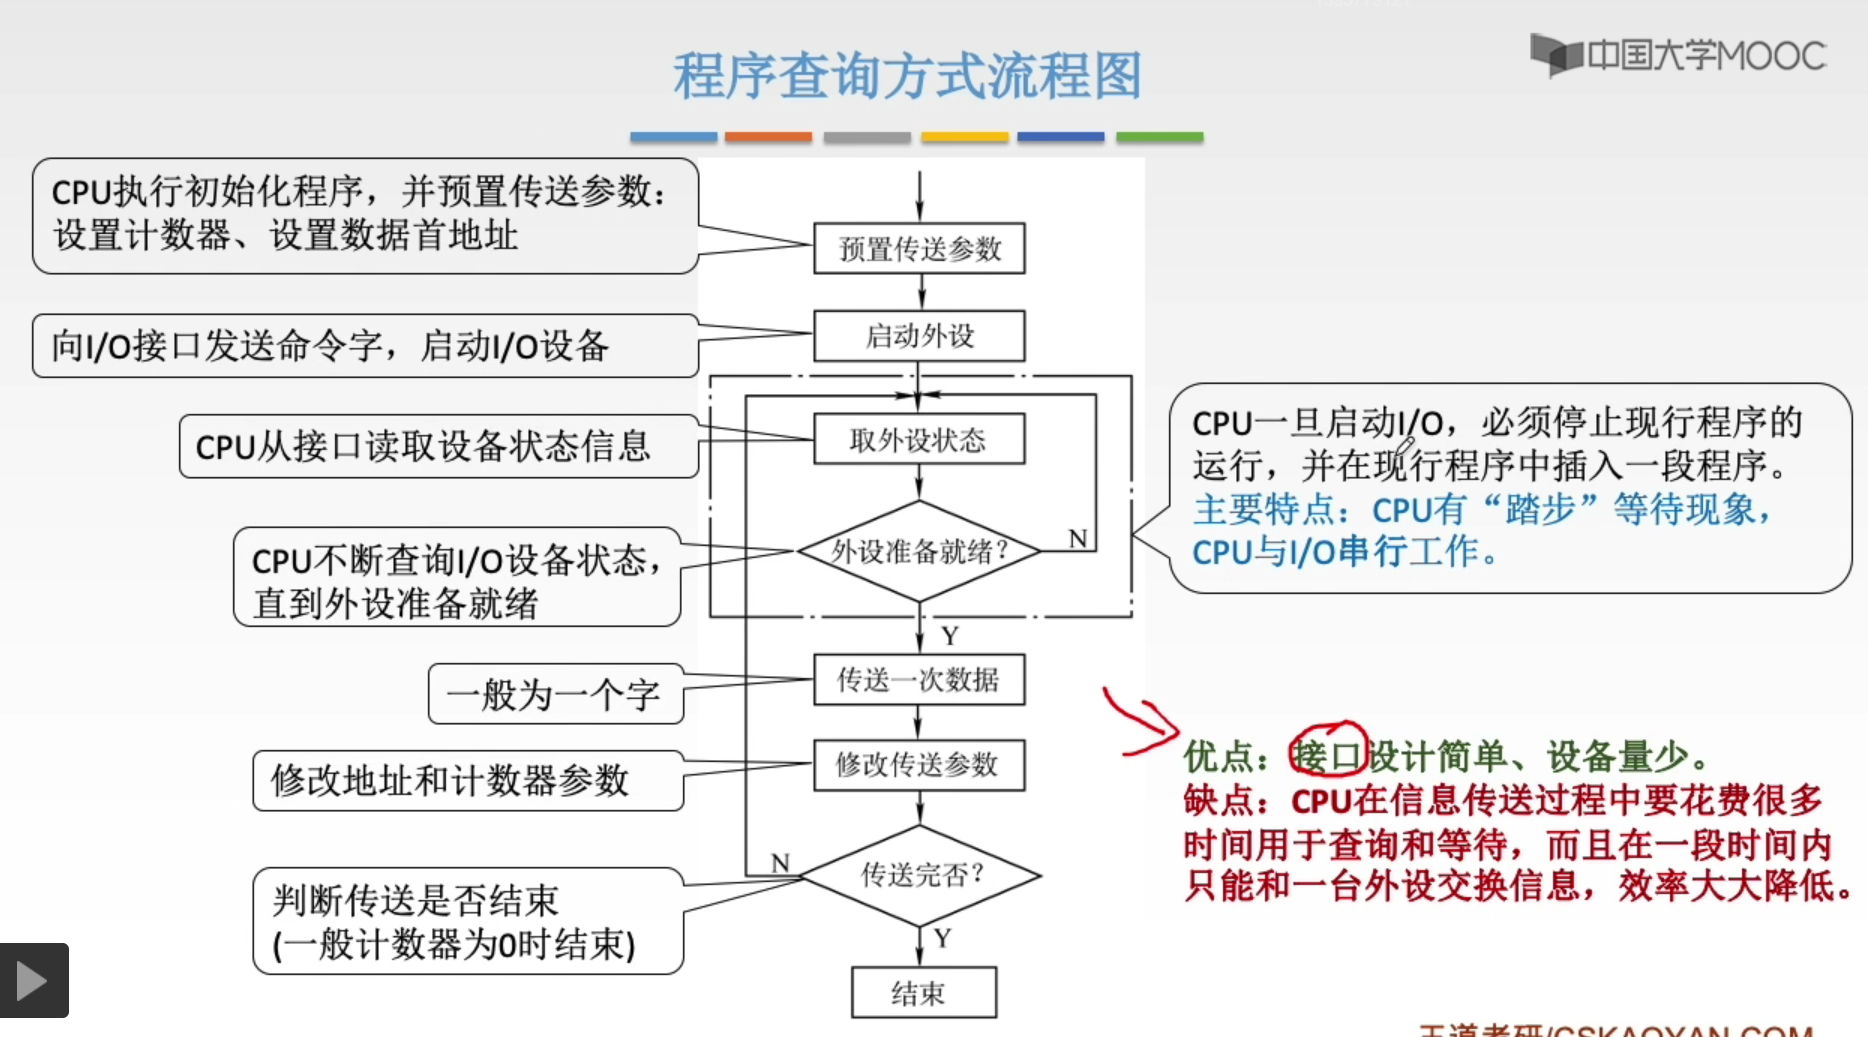 中国大学MOOC
程序查询方式流程图
CPU执行初始化程序，并预置传送参数：
设置计数器、设置数据首地址
预置传送参数
向I/O接口发送命令字，启动I/O设备
启动外设
CPU从接口读取设备状态信息
取外设状态
CPU一旦启动I/O，必须停止现行程序的
运行，并在现行程序中插入一段程序。
主要特点：CPU有“踏步”等待现象，
CPU与I/O串行工作。
CPU不断查询I/O设备状态，
直到外设准备就绪
外设准备就绪？
N
Y
一般为一个字
传送一次数据
修改地址和计数器参数
修改传送参数
优点：接口设计简单、设备量少。
缺点：CPU在信息传送过程中要花费很多
时间用于查询和等待，而且在一段时间内
只能和一台外设交换信息，效率大大降低。
判断传送是否结束
(一般计数器为0时结束)
N
传送完否？
Y
结束
王道考研/CSKAOYAN.COM